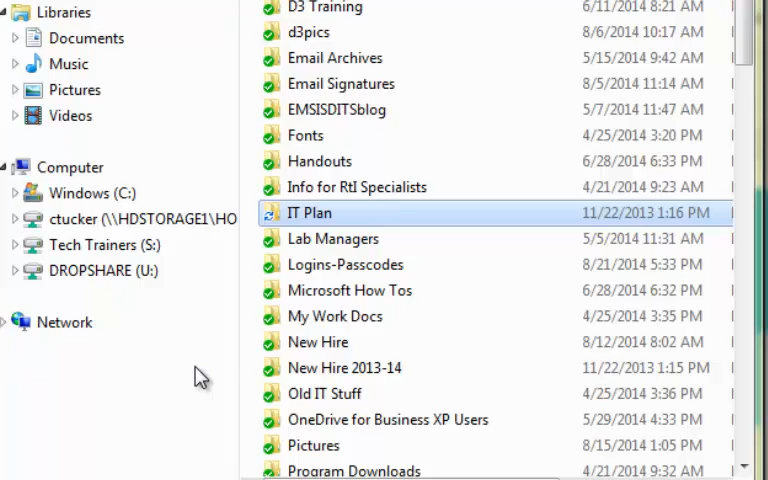 Libraries
Documents
Music
Pictures
Videos
Computer
Windows (C:)
ctucker (\\HDSTORAGE1\HO
Tech Trainers (S:)
DROPSHARE (U:)
Network
D3 Training 6/11/2014 8:21 AM
d3pics 8/6/2014 10:17 AM
Email Archives 5/15/2014 9:42 AM
Email Signatures 8/5/2014 11:14 AM
EMSISDITSblog 5/7/2014 11:47 AM
Fonts 4/25/2014 3:20 PM
Handouts 6/28/2014 6:33 PM
Info for RtI Specialists 4/21/2014 9:23 AM
IT Plan 11/22/2013 1:16 PM
Lab Managers 5/5/2014 11:31 AM
Logins-Passcodes 8/21/2014 5:33 PM
Microsoft How Tos 6/28/2014 6:32 PM
My Work Docs 4/25/2014 3:35 PM
New Hire 8/12/2014 8:02 AM
New Hire 2013-14 11/22/2013 1:15 PM
Old IT Stuff 4/25/2014 3:36 PM
OneDrive for Business XP Users 5/29/2014 4:33 PM
Pictures 8/15/2014 1:05 PM
Program Downloads 4/21/2014 9:32 AM